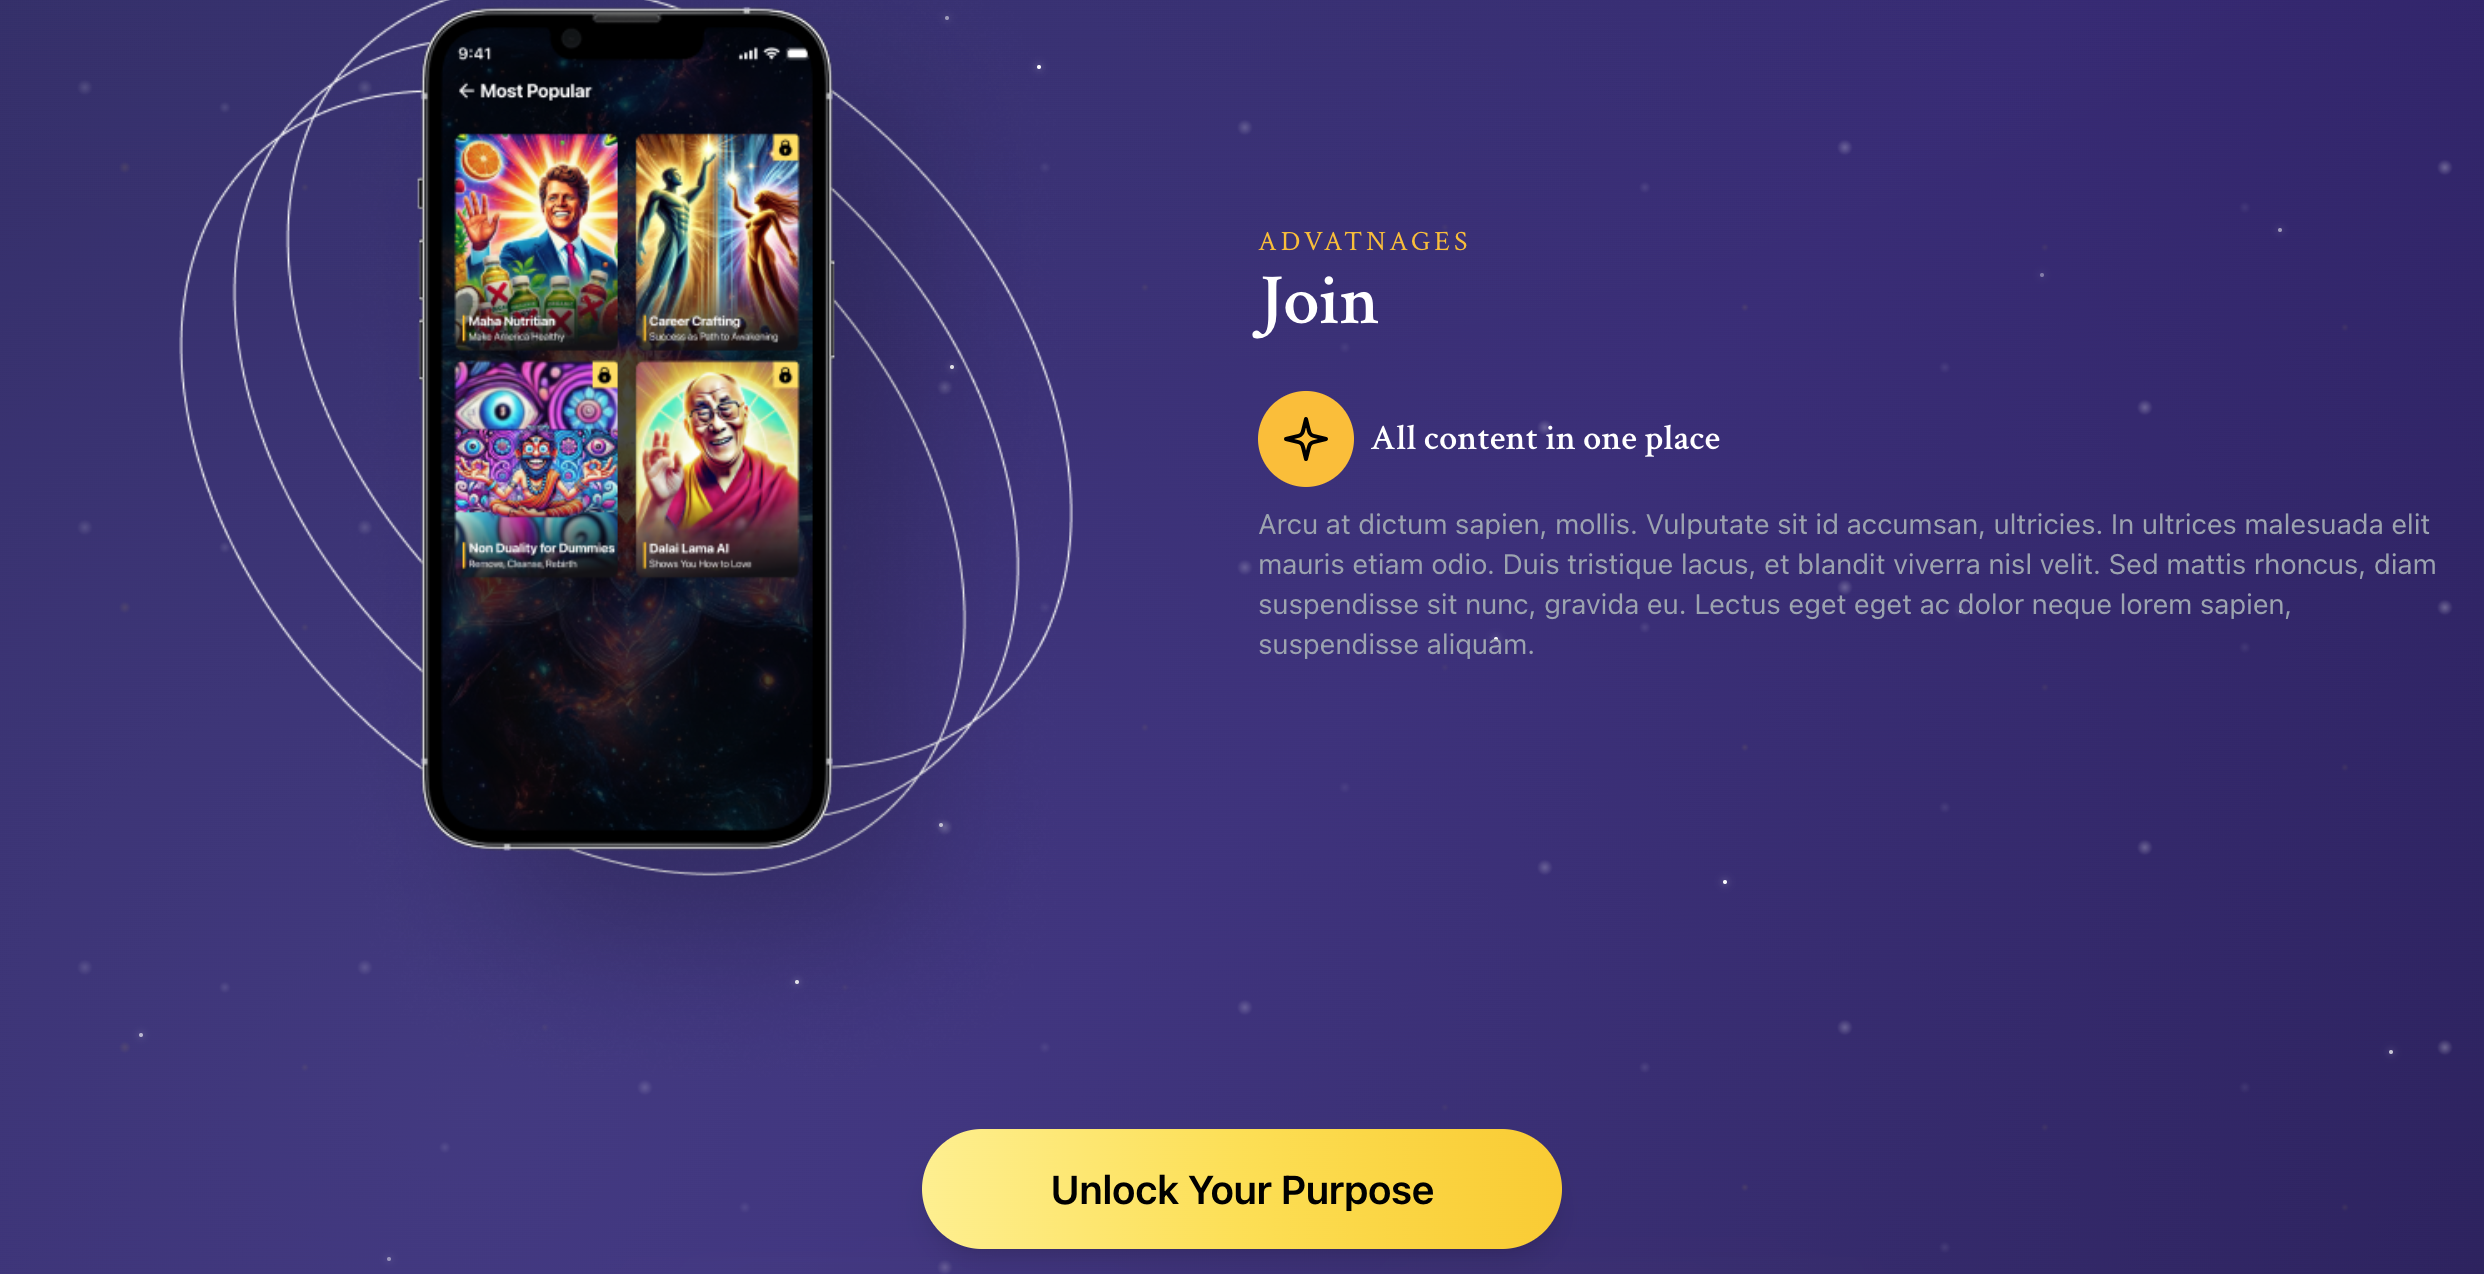 9:41
← Most Popular
Maha Nutritian
Make America Healthy
Career Crafting
Success as Path to Awakening
Non Duality for Dummies
Remove, Cleanse, Rebirth
Dalai Lama AI
Shows You How to Love
ADVATNAGES
Join
All content in one place
Arcu at dictum sapien, mollis. Vulputate sit id accumsan, ultricies. In ultrices malesuada elit
mauris etiam odio. Duis tristique lacus, et blandit viverra nisl velit. Sed mattis rhoncus, diam
suspendisse sit nunc, gravida eu. Lectus eget eget ac dolor neque lorem sapien,
suspendisse aliquam.
Unlock Your Purpose